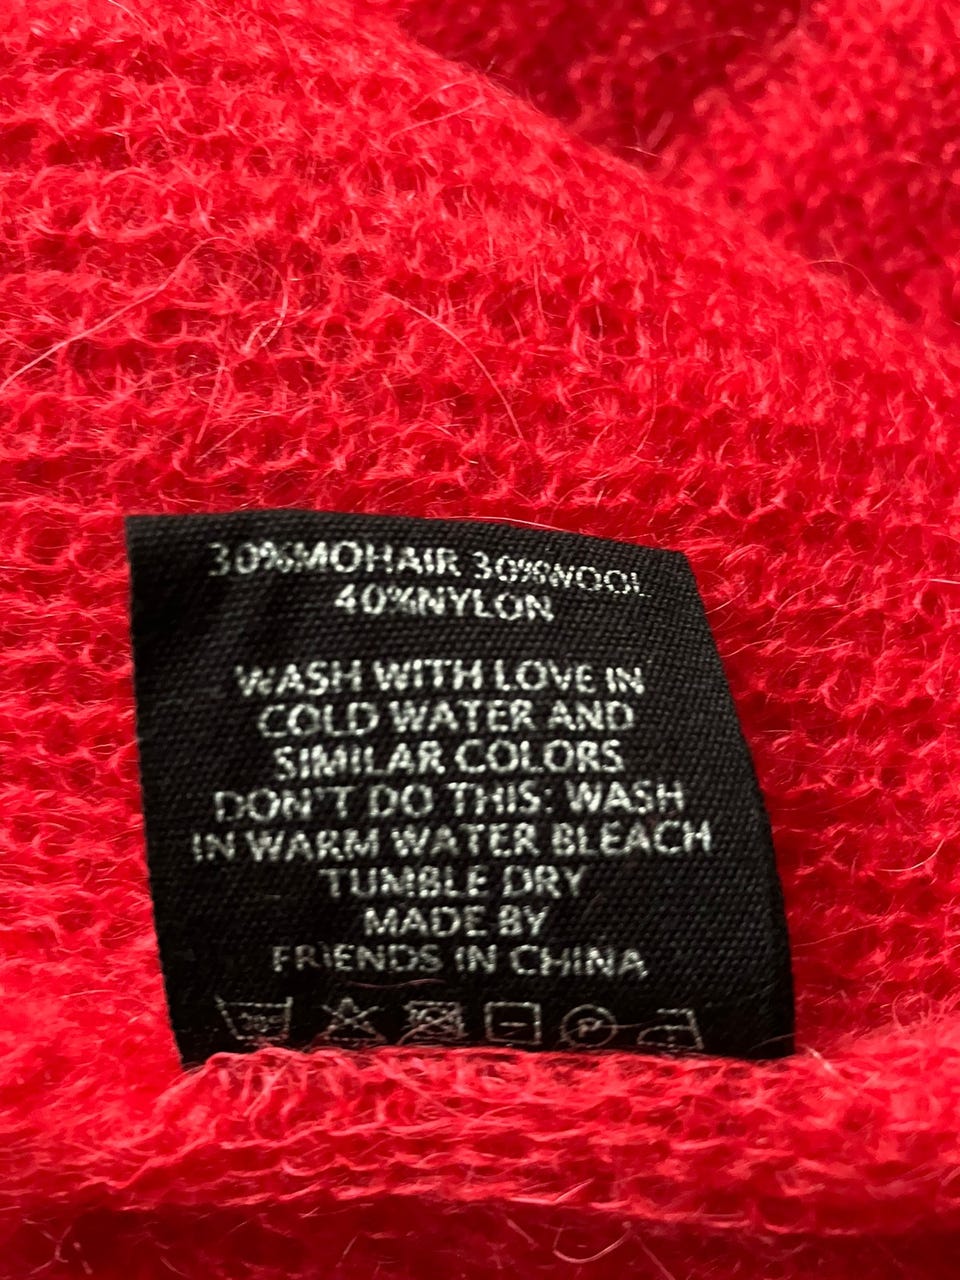 30%MOHAIR 30%WOOL
40%NYLON
WASH WITH LOVE IN
COLD WATER AND
SIMILAR COLORS
DON'T DO THIS: WASH
IN WARM WATER BLEACH
TUMBLE DRY
MADE BY
FRIENDS IN CHINA
P